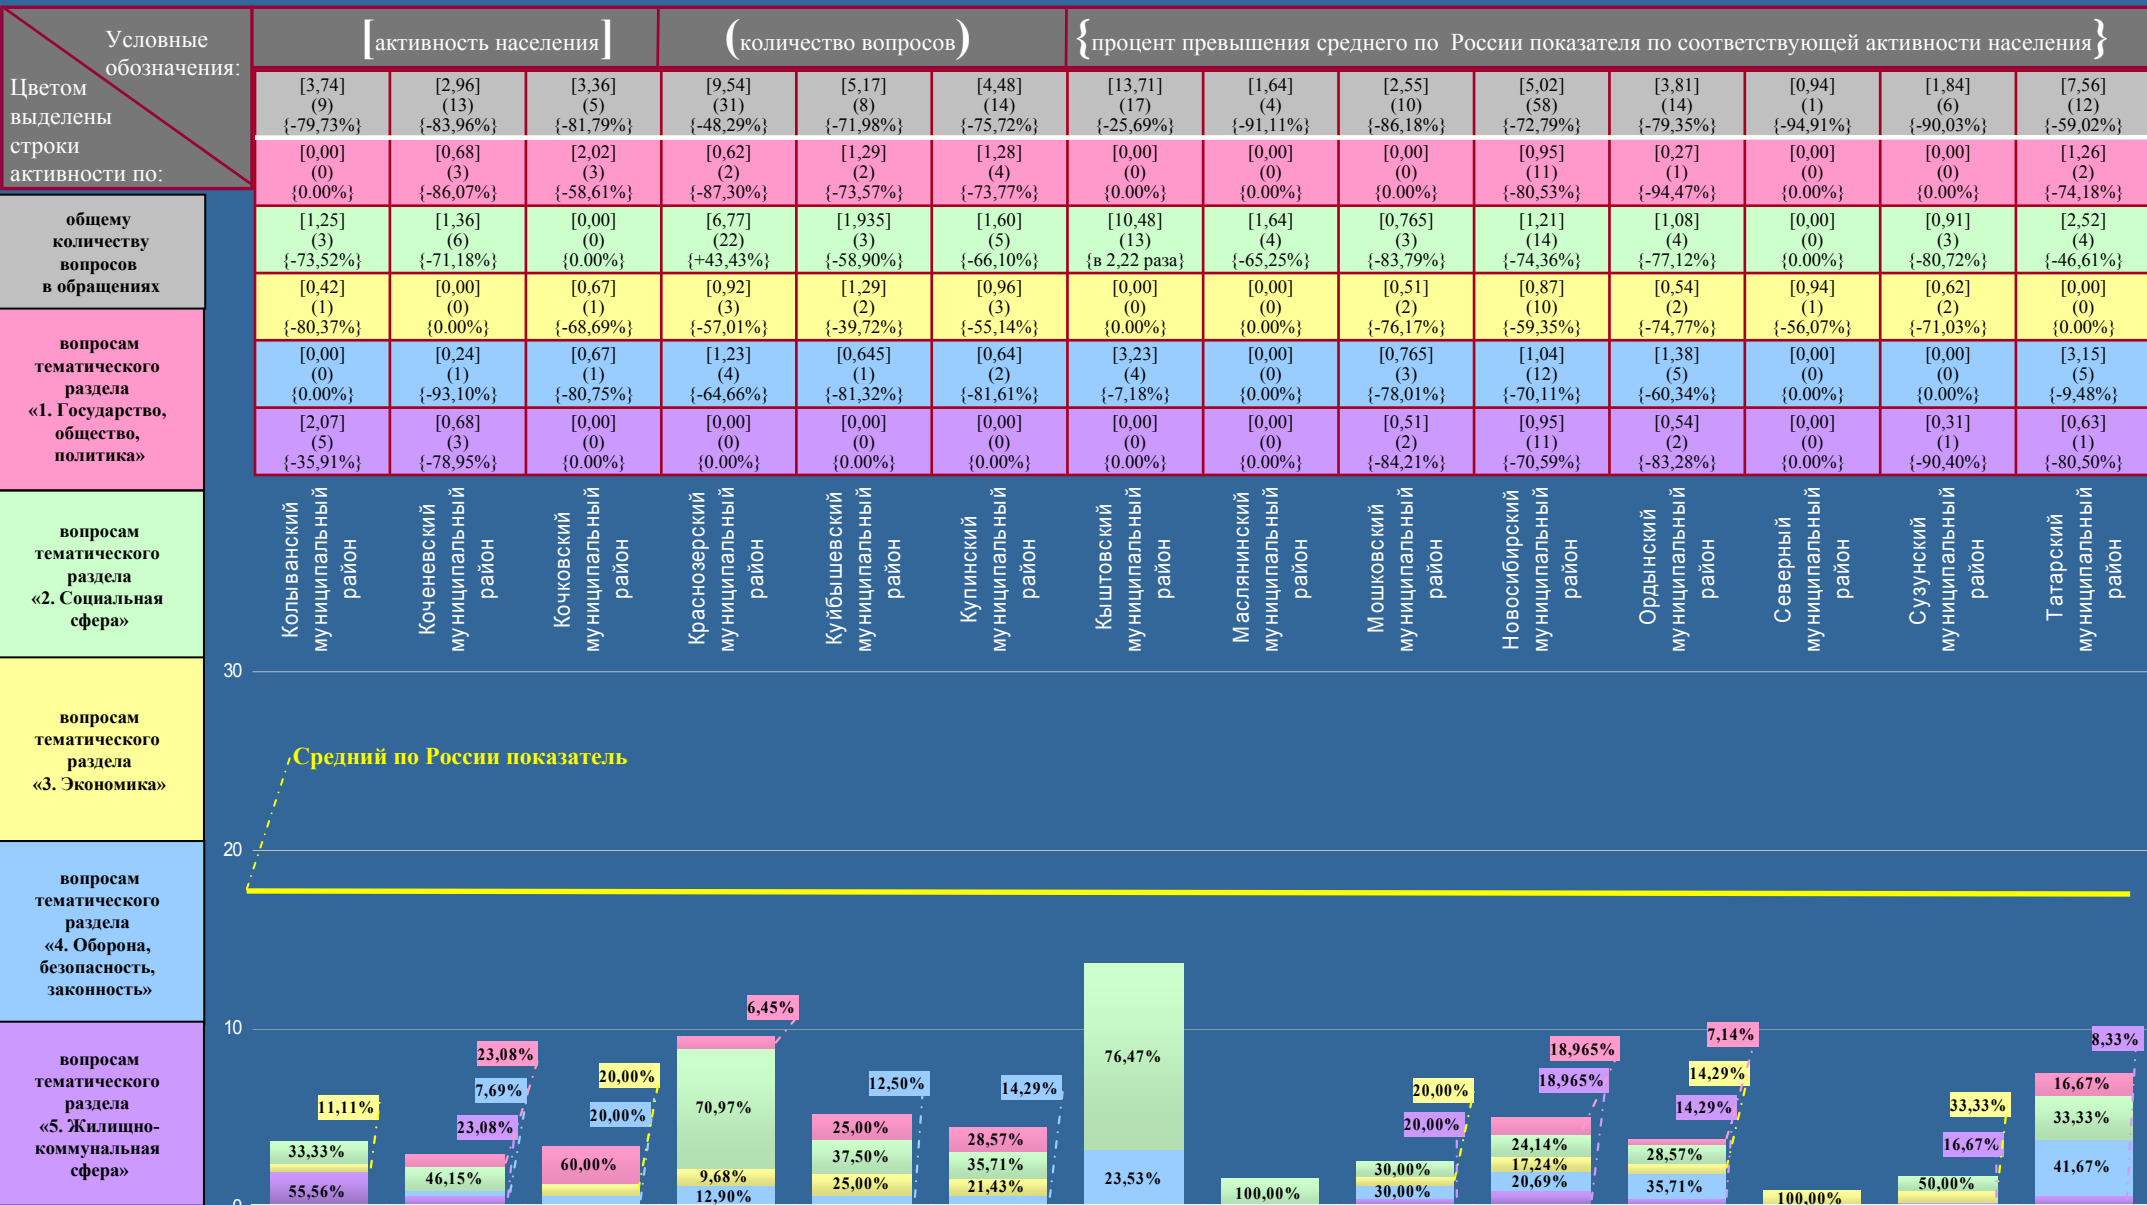 Условные
обозначения:
Цветом
выделены
строки
активности по:
[активность населения]
(количество вопросов)
{процент превышения среднего по России показателя по соответствующей активности населения}
[3,74] [2,96] [3,36] [9,54] [5,17] [4,48] [13,71] [1,64] [2,55] [5,02] [3,81] [0,94] [1,84] [7,56]
(9) (13) (5) (31) (8) (14) (17) (4) (10) (58) (14) (1) (6) (12)
{-79,73%} {-83,96%} {-81,79%} {-48,29%} {-71,98%} {-75,72%} {-25,69%} {-91,11%} {-86,18%} {-72,79%} {-79,35%} {-94,91%} {-90,03%} {-59,02%}
[0,00] [0,68] [2,02] [0,62] [1,29] [1,28] [0,00] [0,00] [0,00] [0,95] [0,27] [0,00] [0,00] [1,26]
(0) (3) (3) (2) (2) (4) (0) (0) (0) (11) (1) (0) (0) (2)
{0.00%} {-86,07%} {-58,61%} {-87,30%} {-73,57%} {-73,77%} {0.00%} {0.00%} {0.00%} {-80,53%} {-94,47%} {0.00%} {0.00%} {-74,18%}
[1,25] [1,36] [0,00] [6,77] [1,935] [1,60] [10,48] [1,64] [0,765] [1,21] [1,08] [0,00] [0,91] [2,52]
(3) (6) (0) (22) (3) (5) (13) (4) (3) (14) (4) (0) (3) (4)
{-73,52%} {-71,18%} {0.00%} {+43,43%} {-58,90%} {-66,10%} {в 2,22 раза} {-65,25%} {-83,79%} {-74,36%} {-77,12%} {0.00%} {-80,72%} {-46,61%}
[0,42] [0,00] [0,67] [0,92] [1,29] [0,96] [0,00] [0,00] [0,51] [0,87] [0,54] [0,94] [0,62] [0,00]
(1) (0) (1) (3) (2) (3) (0) (0) (2) (10) (2) (1) (2) (0)
{-80,37%} {0.00%} {-68,69%} {-57,01%} {-39,72%} {-55,14%} {0.00%} {0.00%} {-76,17%} {-59,35%} {-74,77%} {-56,07%} {-71,03%} {0.00%}
[0,00] [0,24] [0,67] [1,23] [0,645] [0,64] [3,23] [0,00] [0,765] [1,04] [1,38] [0,00] [0,00] [3,15]
(0) (1) (1) (4) (1) (2) (4) (0) (3) (12) (5) (0) (0) (5)
{0.00%} {-93,10%} {-80,75%} {-64,66%} {-81,32%} {-81,61%} {-7,18%} {0.00%} {-78,01%} {-70,11%} {-60,34%} {0.00%} {0.00%} {-9,48%}
[2,07] [0,68] [0,00] [0,00] [0,00] [0,00] [0,00] [0,00] [0,51] [0,95] [0,54] [0,00] [0,31] [0,63]
(5) (3) (0) (0) (0) (0) (0) (0) (2) (11) (2) (0) (1) (1)
{-35,91%} {-78,95%} {0.00%} {0.00%} {0.00%} {0.00%} {0.00%} {0.00%} {-84,21%} {-70,59%} {-83,28%} {0.00%} {-90,40%} {-80,50%}
общему
количеству
вопросов
в обращениях
вопросам
тематического
раздела
«1. Государство,
общество,
политика»
вопросам
тематического
раздела
«2. Социальная
сфера»
вопросам
тематического
раздела
«3. Экономика»
вопросам
тематического
раздела
«4. Оборона,
безопасность,
законность»
вопросам
тематического
раздела
«5. Жилищно-
коммунальная
сфера»
Колыванский
муниципальный
район
Коченевский
муниципальный
район
Кочковский
муниципальный
район
Краснозерский
муниципальный
район
Куйбышевский
муниципальный
район
Купинский
муниципальный
район
Кыштовский
муниципальный
район
Маслянинский
муниципальный
район
Мошковский
муниципальный
район
Новосибирский
муниципальный
район
Ордынский
муниципальный
район
Северный
муниципальный
район
Сузунский
муниципальный
район
Татарский
муниципальный
район
30
20
10
0
Средний по России показатель
11,11%
33,33%
55,56%
23,08%
7,69%
23,08%
46,15%
20,00%
20,00%
60,00%
6,45%
70,97%
9,68%
12,90%
12,50%
25,00%
37,50%
25,00%
14,29%
28,57%
35,71%
21,43%
76,47%
23,53%
100,00%
20,00%
20,00%
30,00%
30,00%
18,965%
18,965%
24,14%
17,24%
20,69%
7,14%
14,29%
14,29%
28,57%
35,71%
100,00%
33,33%
16,67%
50,00%
8,33%
16,67%
33,33%
41,67%